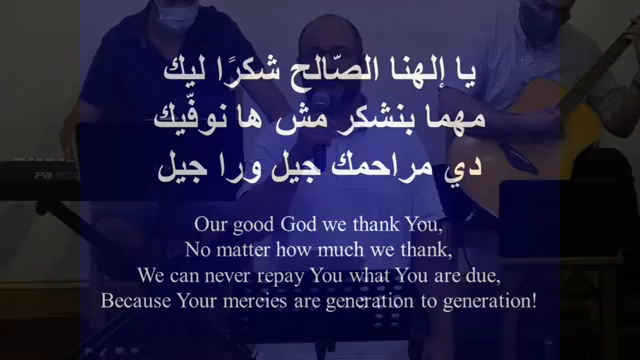 يا إلهنا الصّالح شكرًا ليك
مهما بنشكر مش ها نوفّيك
دي مراحمك جيل ورا جيل
Our good God we thank You,
No matter how much we thank,
We can never repay You what You are due,
Because Your mercies are generation to generation!